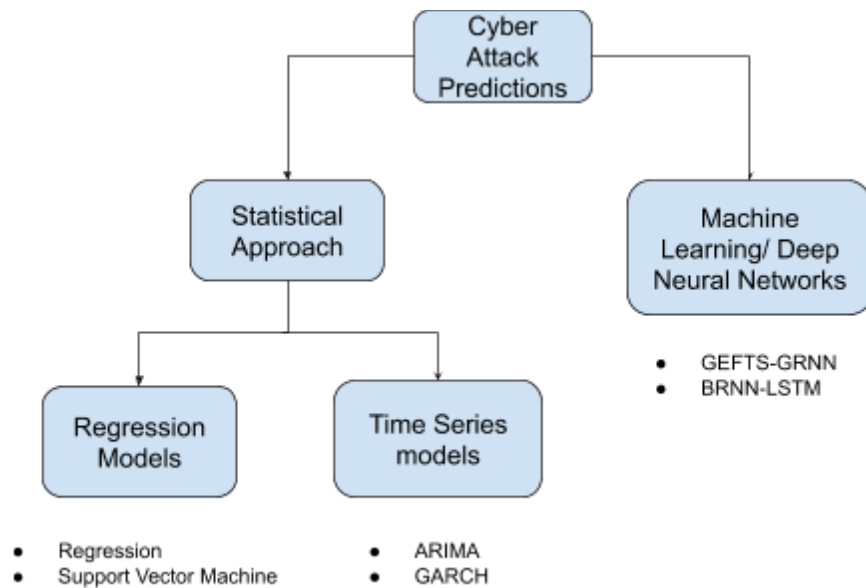 Cyber
Attack
Predictions
Statistical
Approach
Machine
Learning/ Deep
Neural Networks
● GEFTS-GRNN
● BRNN-LSTM
Regression
Models
Time Series
models
● Regression
● Support Vector Machine
● ARIMA
● GARCH